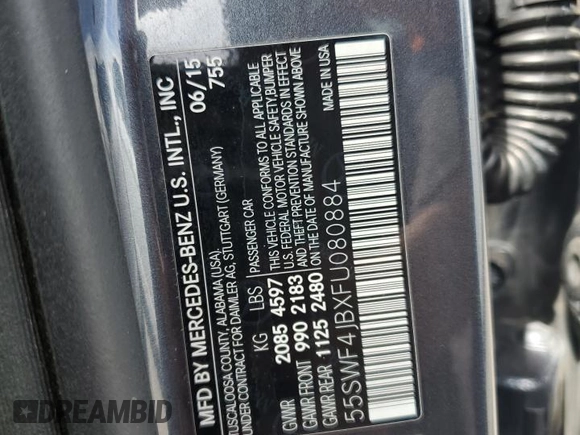 MFD BY MERCEDES-BENZ U.S. INTL., INC
TUSCALOOSA COUNTY, ALABAMA (USA) 06/15
UNDER CONTRACT FOR DAIMLER AG, STUTTGART (GERMANY) 755
KG LBS PASSENGER CAR
GVWR 2085 4597 THIS VEHICLE CONFORMS TO ALL APPLICABLE
GAWR FRONT 990 2183 U.S. FEDERAL MOTOR VEHICLE SAFETY, BUMPER
GAWR REAR 1125 2480 AND THEFT PREVENTION STANDARDS IN EFFECT
ON THE DATE OF MANUFACTURE SHOWN ABOVE
55SWF4JBXFU080884 MADE IN USA
DREAMBID